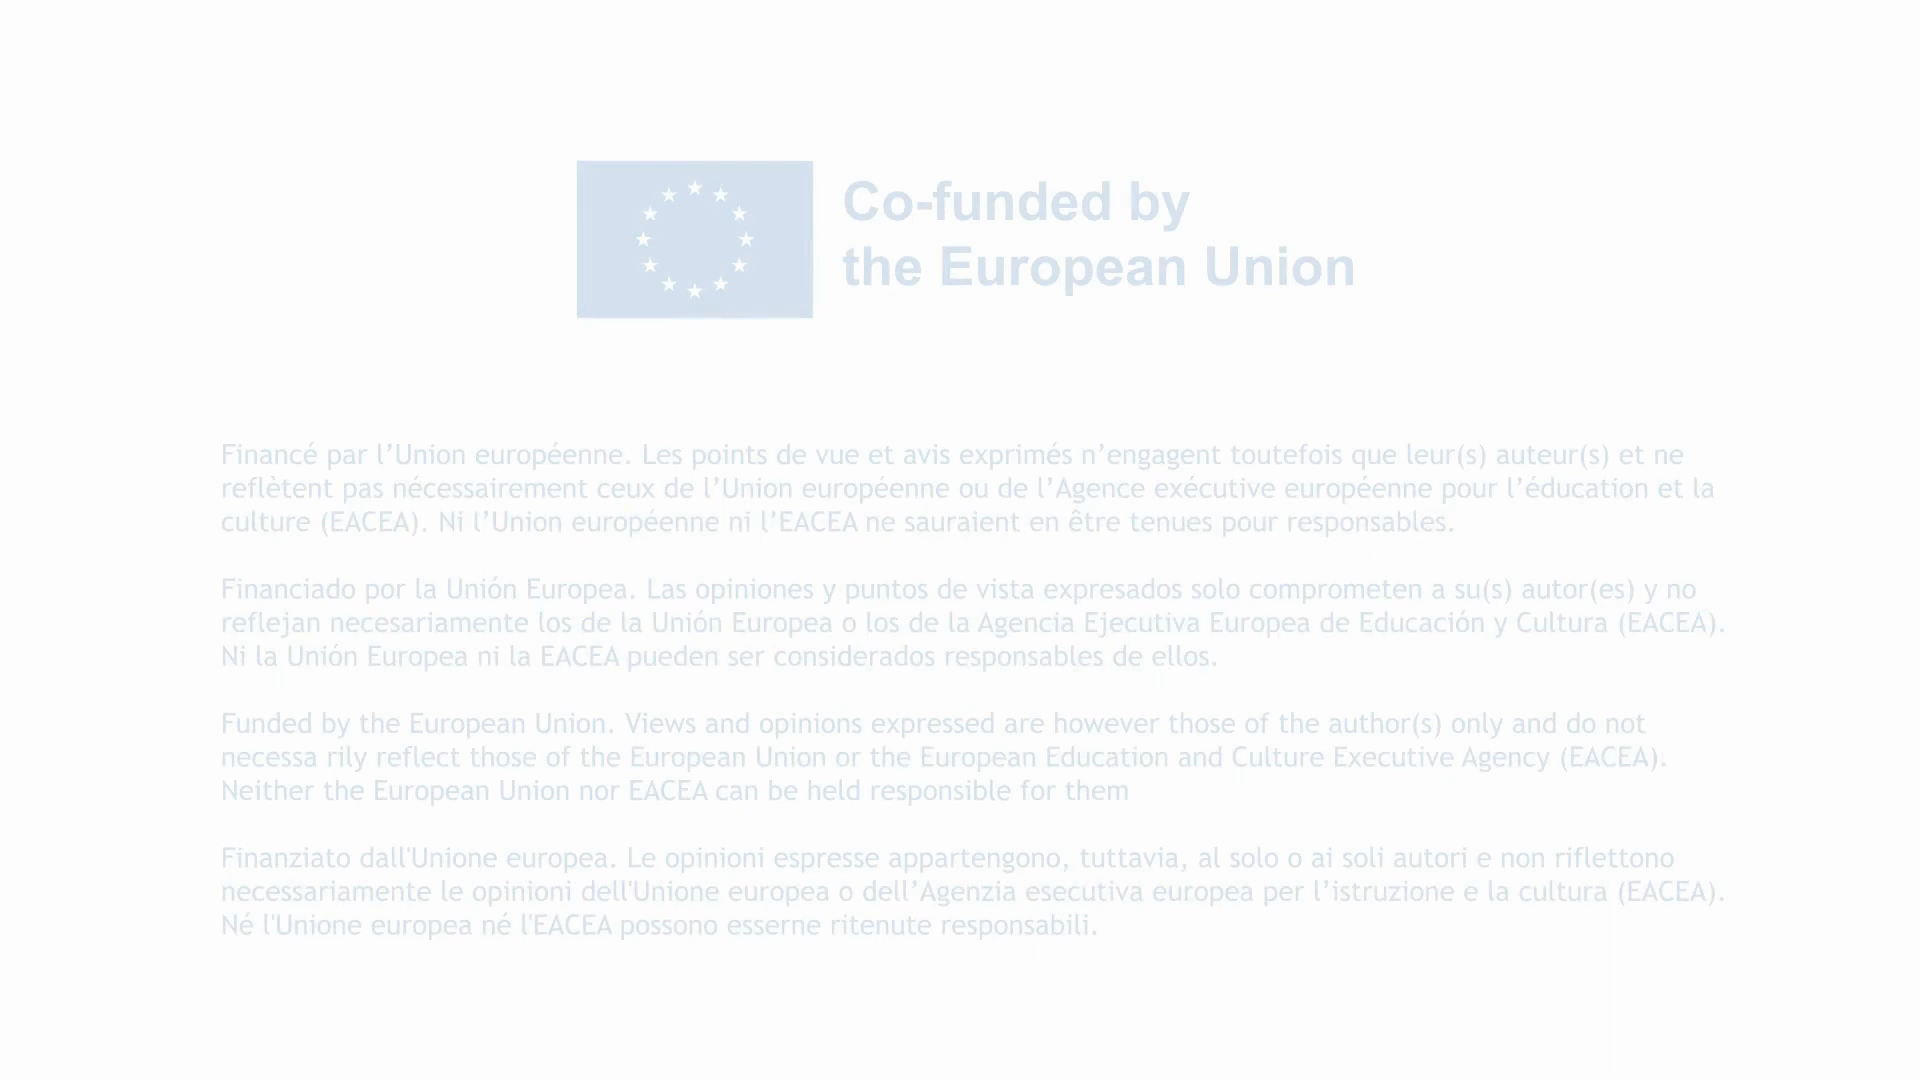 Co-funded by
the European Union
Financé par l’Union européenne. Les points de vue et avis exprimés n’engagent toutefois que leur(s) auteur(s) et ne
reflètent pas nécessairement ceux de l’Union européenne ou de l’Agence exécutive européenne pour l’éducation et la
culture (EACEA). Ni l’Union européenne ni l’EACEA ne sauraient en être tenues pour responsables.
Financiado por la Unión Europea. Las opiniones y puntos de vista expresados solo comprometen a su(s) autor(es) y no
reflejan necesariamente los de la Unión Europea o los de la Agencia Ejecutiva Europea de Educación y Cultura (EACEA).
Ni la Unión Europea ni la EACEA pueden ser considerados responsables de ellos.
Funded by the European Union. Views and opinions expressed are however those of the author(s) only and do not
necessa rily reflect those of the European Union or the European Education and Culture Executive Agency (EACEA).
Neither the European Union nor EACEA can be held responsible for them
Finanziato dall'Unione europea. Le opinioni espresse appartengono, tuttavia, al solo o ai soli autori e non riflettono
necessariamente le opinioni dell'Unione europea o dell’Agenzia esecutiva europea per l’istruzione e la cultura (EACEA).
Né l'Unione europea né l'EACEA possono esserne ritenute responsabili.